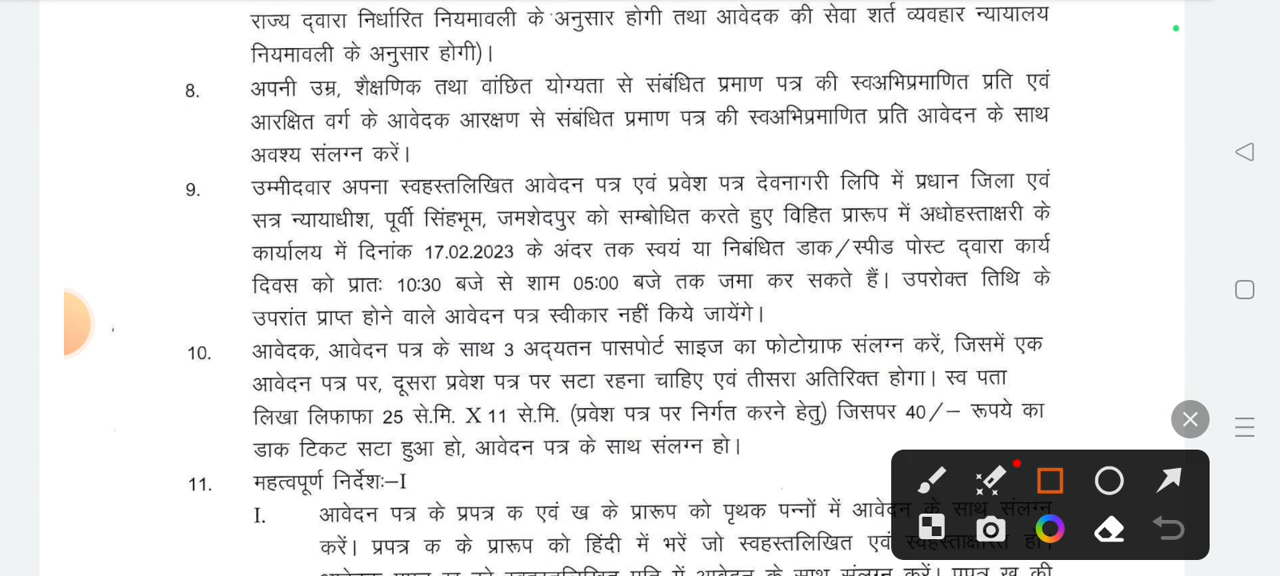 राज्य द्वारा निर्धारित नियमावली के अनुसार होगी तथा आवेदक की सेवा शर्त व्यवहार न्यायालय
नियमावली के अनुसार होगी)।
8. अपनी उम्र, शैक्षणिक तथा वांछित योग्यता से संबंधित प्रमाण पत्र की स्वअभिप्रमाणित प्रति एवं
आरक्षित वर्ग के आवेदक आरक्षण से संबंधित प्रमाण पत्र की स्वअभिप्रमाणित प्रति आवेदन के साथ
अवश्य संलग्न करें।
9. उम्मीदवार अपना स्वहस्तलिखित आवेदन पत्र एवं प्रवेश पत्र देवनागरी लिपि में प्रधान जिला एवं
सत्र न्यायाधीश, पूर्वी सिंहभूम, जमशेदपुर को सम्बोधित करते हुए विहित प्रारूप में अधोहस्ताक्षरी के
कार्यालय में दिनांक 17.02.2023 के अंदर तक स्वयं या निबंधित डाक/स्पीड पोस्ट द्वारा कार्य
दिवस को प्रातः 10:30 बजे से शाम 05:00 बजे तक जमा कर सकते हैं। उपरोक्त तिथि के
उपरांत प्राप्त होने वाले आवेदन पत्र स्वीकार नहीं किये जायेंगे।
10. आवेदक, आवेदन पत्र के साथ 3 अद्यतन पासपोर्ट साइज का फोटोग्राफ संलग्न करें, जिसमें एक
आवेदन पत्र पर, दूसरा प्रवेश पत्र पर सटा रहना चाहिए एवं तीसरा अतिरिक्त होगा। स्व पता
लिखा लिफाफा 25 से.मि. X 11 से.मि. (प्रवेश पत्र पर निर्गत करने हेतु) जिसपर 40/– रूपये का
डाक टिकट सटा हुआ हो, आवेदन पत्र के साथ संलग्न हो।
11. महत्वपूर्ण निर्देशः–I
I. आवेदन पत्र के प्रपत्र क एवं ख के प्रारूप को पृथक पन्नों में आवेदन के साथ संलग्न
करें। प्रपत्र क के प्रारूप को हिंदी में भरें जो स्वहस्तलिखित एवं स्वहस्ताक्षरित हो।